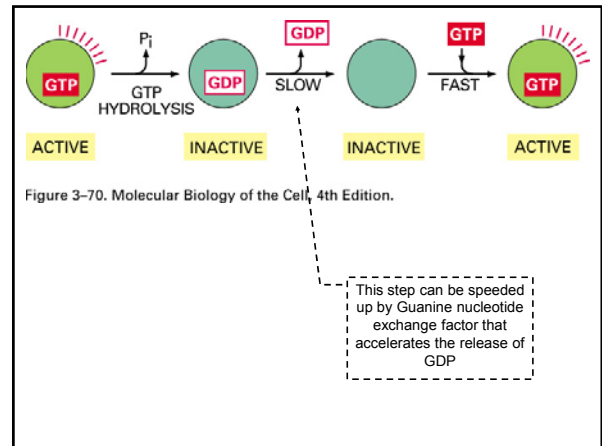 Pi
GDP
GTP
GTP
GDP
GTP
GTP HYDROLYSIS
SLOW
FAST
ACTIVE
INACTIVE
INACTIVE
ACTIVE
Figure 3–70. Molecular Biology of the Cell, 4th Edition.
This step can be speeded
up by Guanine nucleotide
exchange factor that
accelerates the release of
GDP